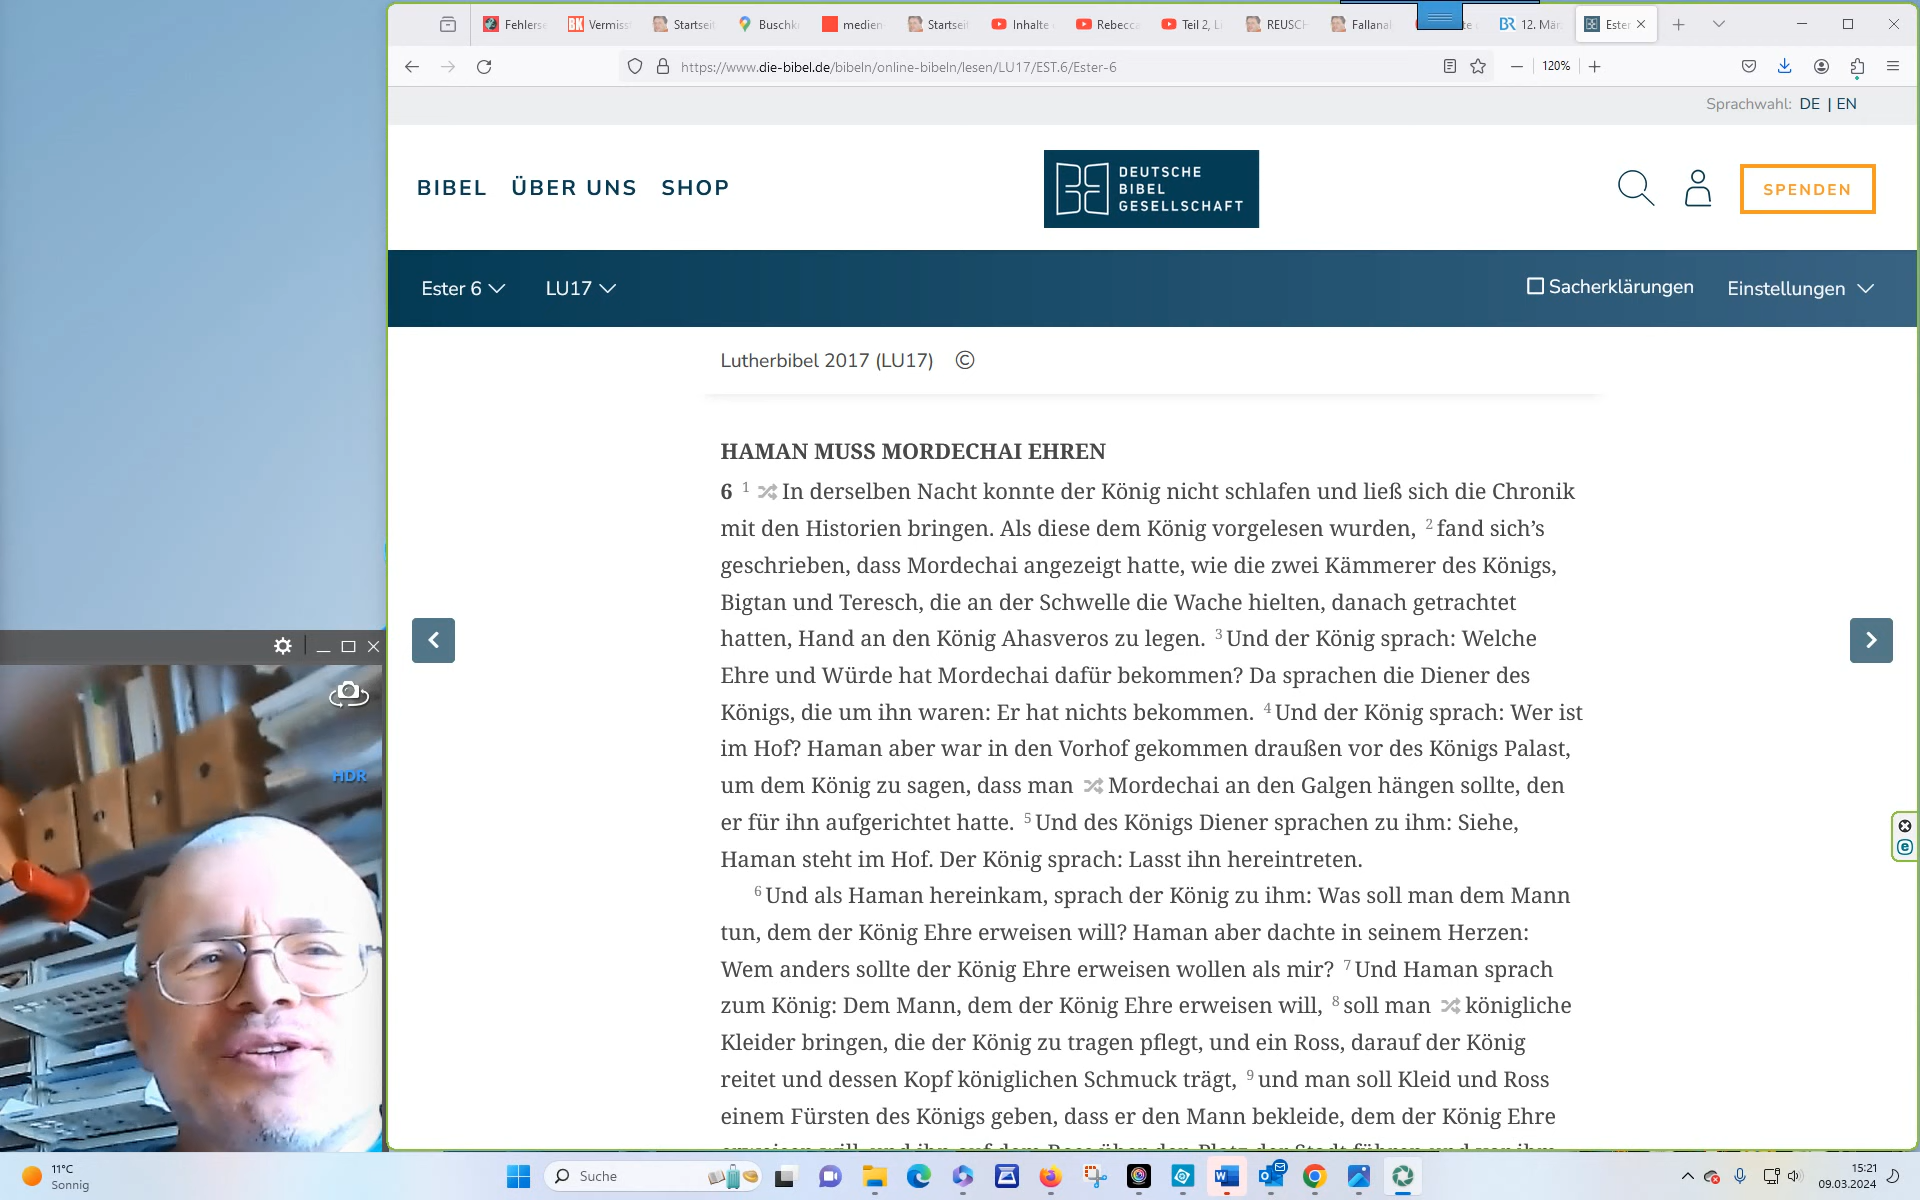 Fehlerse
BK Vermiss
Startseit
Buschk
medien
Startseit
Inhalte
Rebecca
Teil 2, L
REUSCH
Fallanal
BR 12. Mär
Ester
https://www.die-bibel.de/bibeln/online-bibeln/lesen/LU17/EST.6/Ester-6
120%
Sprachwahl: DE | EN
BIBEL ÜBER UNS SHOP
DEUTSCHE
BIBEL
GESELLSCHAFT
SPENDEN
Ester 6 LU17 Sacherklärungen Einstellungen
Lutherbibel 2017 (LU17) ©
HAMAN MUSS MORDECHAI EHREN
6 1 In derselben Nacht konnte der König nicht schlafen und ließ sich die Chronik
mit den Historien bringen. Als diese dem König vorgelesen wurden, 2 fand sich’s
geschrieben, dass Mordechai angezeigt hatte, wie die zwei Kämmerer des Königs,
Bigtan und Teresch, die an der Schwelle die Wache hielten, danach getrachtet
hatten, Hand an den König Ahasveros zu legen. 3 Und der König sprach: Welche
Ehre und Würde hat Mordechai dafür bekommen? Da sprachen die Diener des
Königs, die um ihn waren: Er hat nichts bekommen. 4 Und der König sprach: Wer ist
im Hof? Haman aber war in den Vorhof gekommen draußen vor des Königs Palast,
um dem König zu sagen, dass man Mordechai an den Galgen hängen sollte, den
er für ihn aufgerichtet hatte. 5 Und des Königs Diener sprachen zu ihm: Siehe,
Haman steht im Hof. Der König sprach: Lasst ihn hereintreten.
6 Und als Haman hereinkam, sprach der König zu ihm: Was soll man dem Mann
tun, dem der König Ehre erweisen will? Haman aber dachte in seinem Herzen:
Wem anders sollte der König Ehre erweisen wollen als mir? 7 Und Haman sprach
zum König: Dem Mann, dem der König Ehre erweisen will, 8 soll man königliche
Kleider bringen, die der König zu tragen pflegt, und ein Ross, darauf der König
reitet und dessen Kopf königlichen Schmuck trägt, 9 und man soll Kleid und Ross
einem Fürsten des Königs geben, dass er den Mann bekleide, dem der König Ehre
HDR
11°C
Sonnig
Suche
15:21
09.03.2024